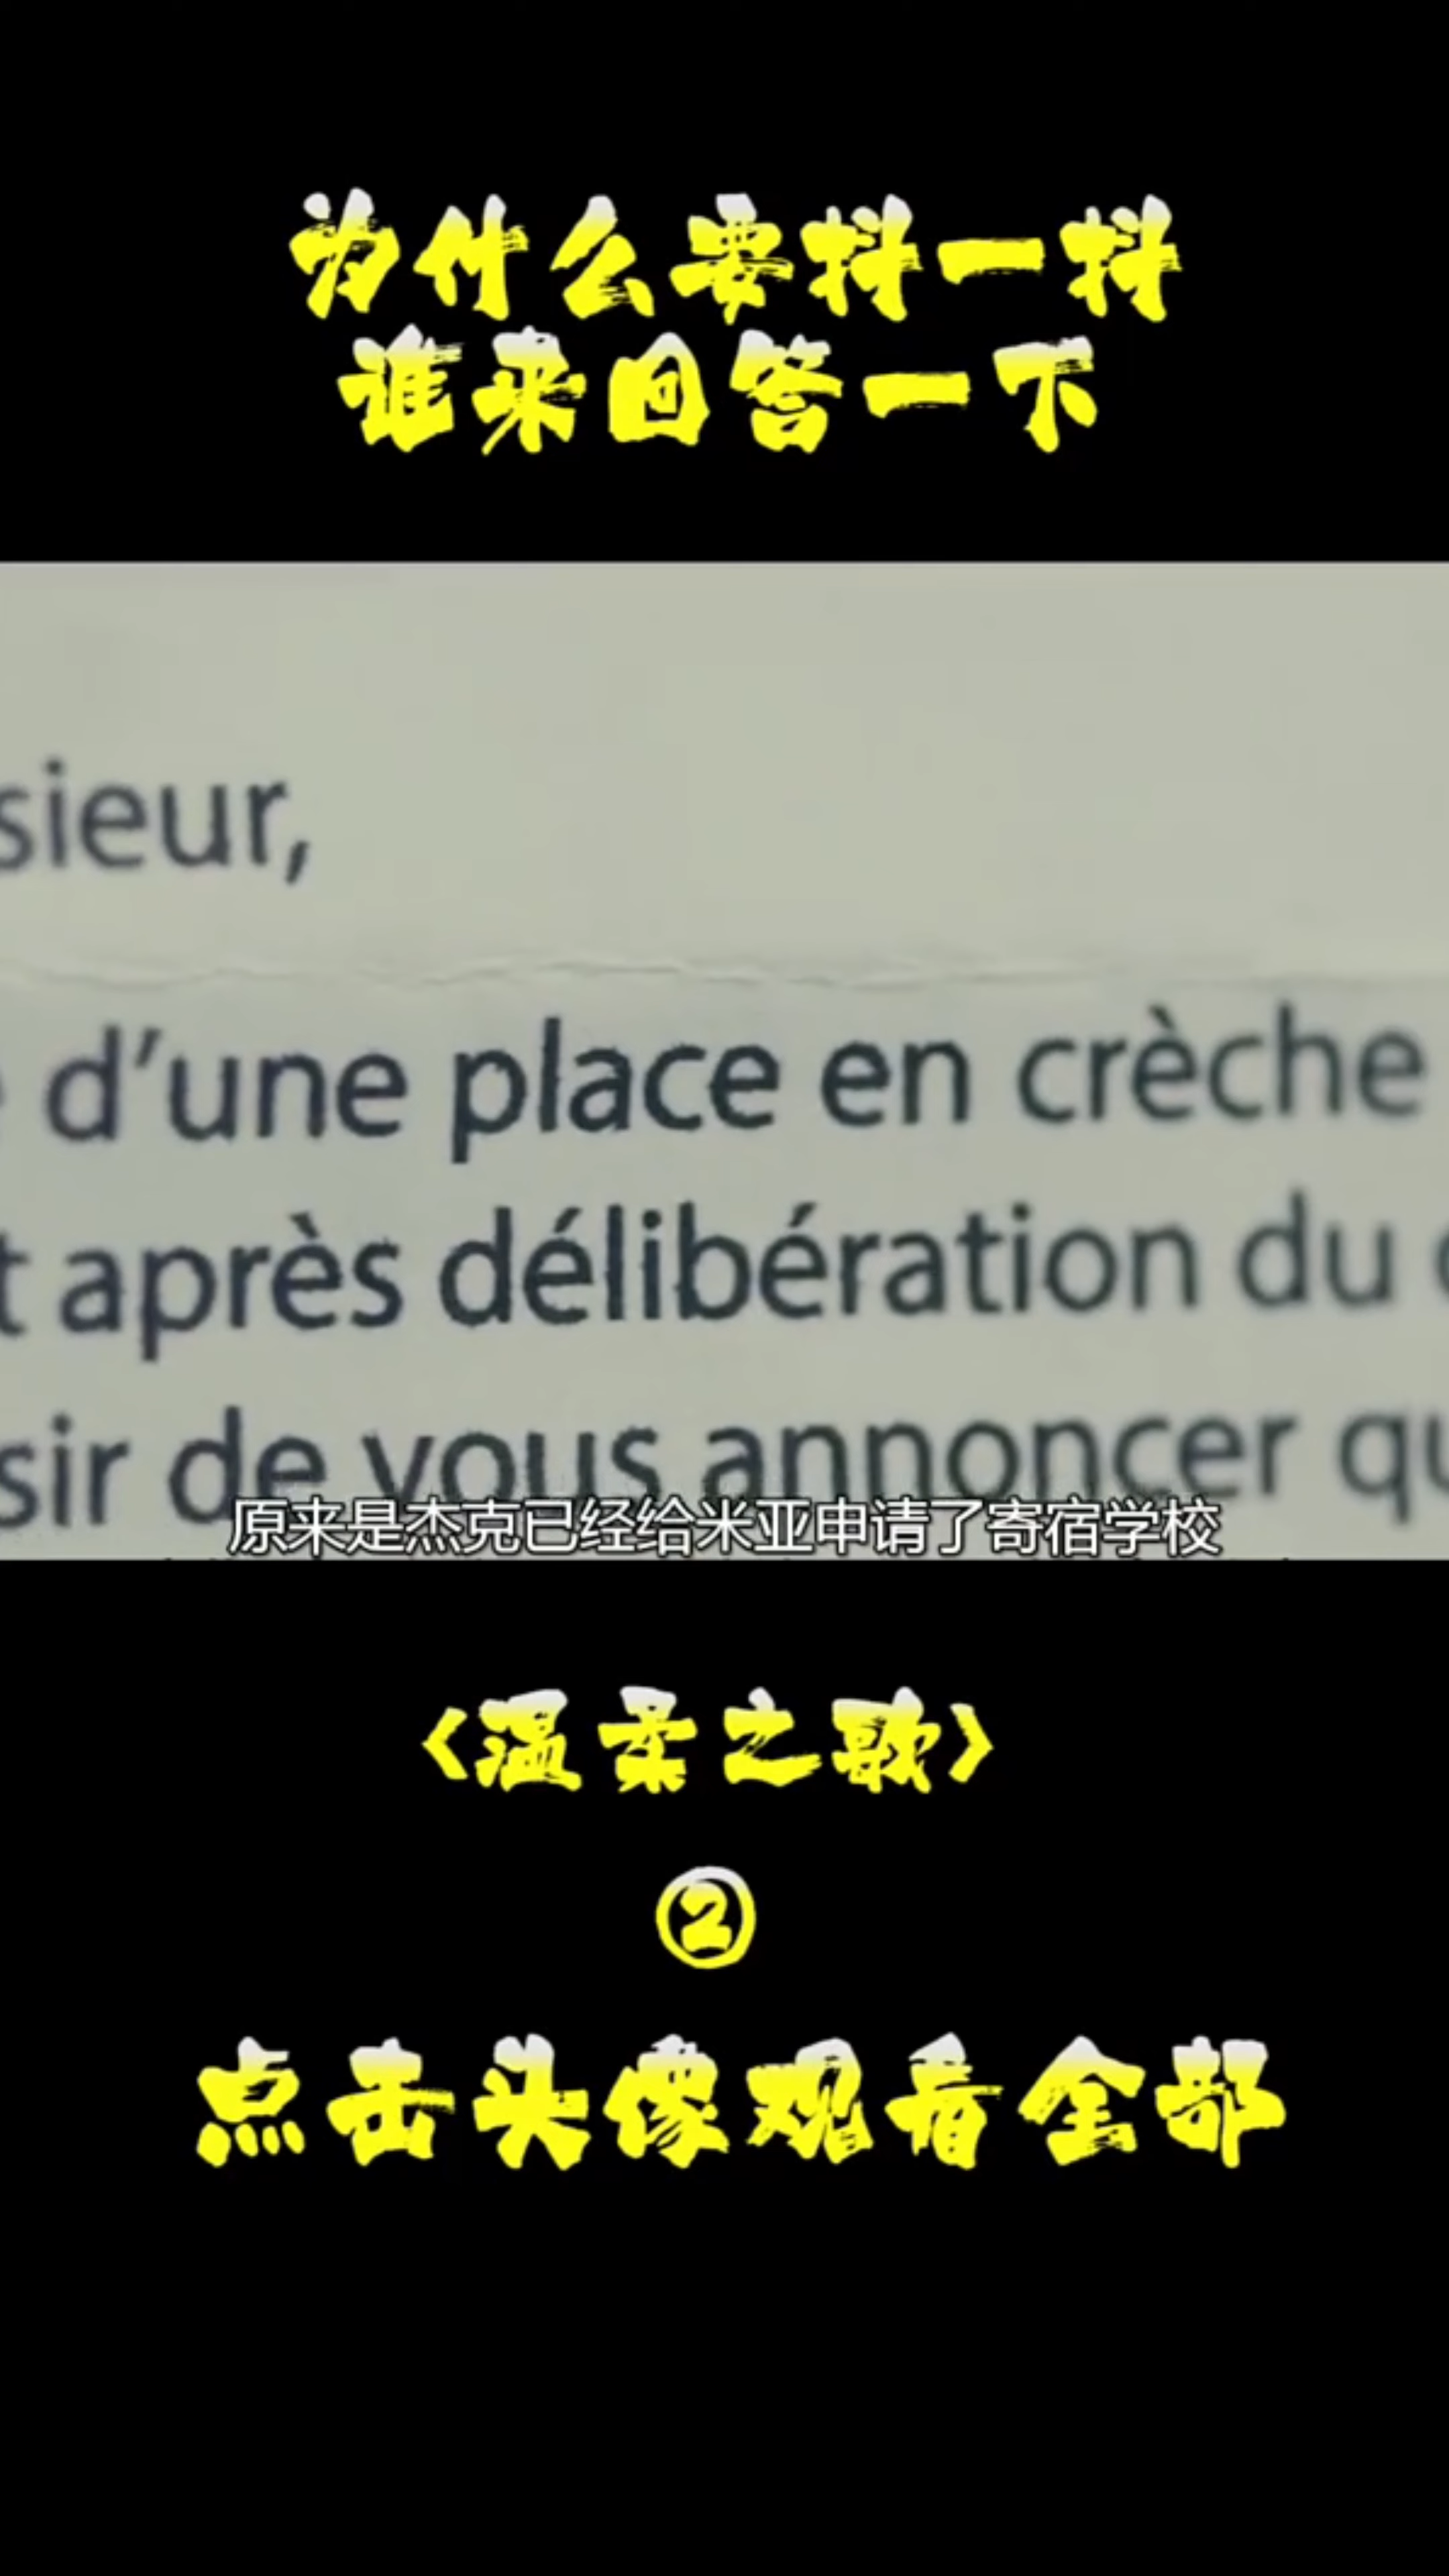 为什么要抖一抖
谁来回答一下
sieur,
d'une place en crèche
t après délibération du
sir de vous annoncer qu
原来是杰克已经给米亚申请了寄宿学校
〈温柔之歌〉
②
点击头像观看全部